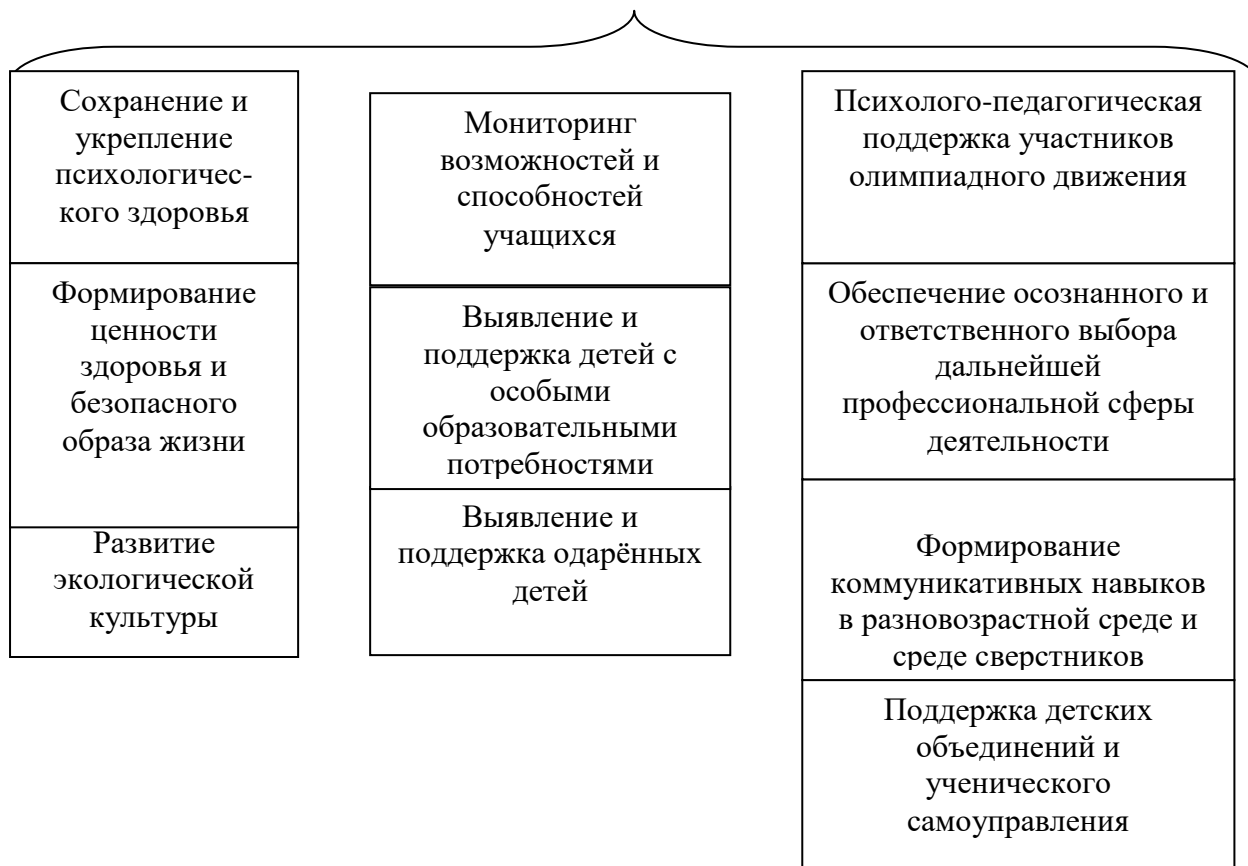 Сохранение и
укрепление
психологичес-
кого здоровья
Формирование
ценности
здоровья и
безопасного
образа жизни
Развитие
экологической
культуры
Мониторинг
возможностей и
способностей
учащихся
Выявление и
поддержка детей с
особыми
образовательными
потребностями
Выявление и
поддержка одарённых
детей
Психолого-педагогическая
поддержка участников
олимпиадного движения
Обеспечение осознанного и
ответственного выбора
дальнейшей
профессиональной сферы
деятельности
Формирование
коммуникативных навыков
в разновозрастной среде и
среде сверстников
Поддержка детских
объединений и
ученического
самоуправления